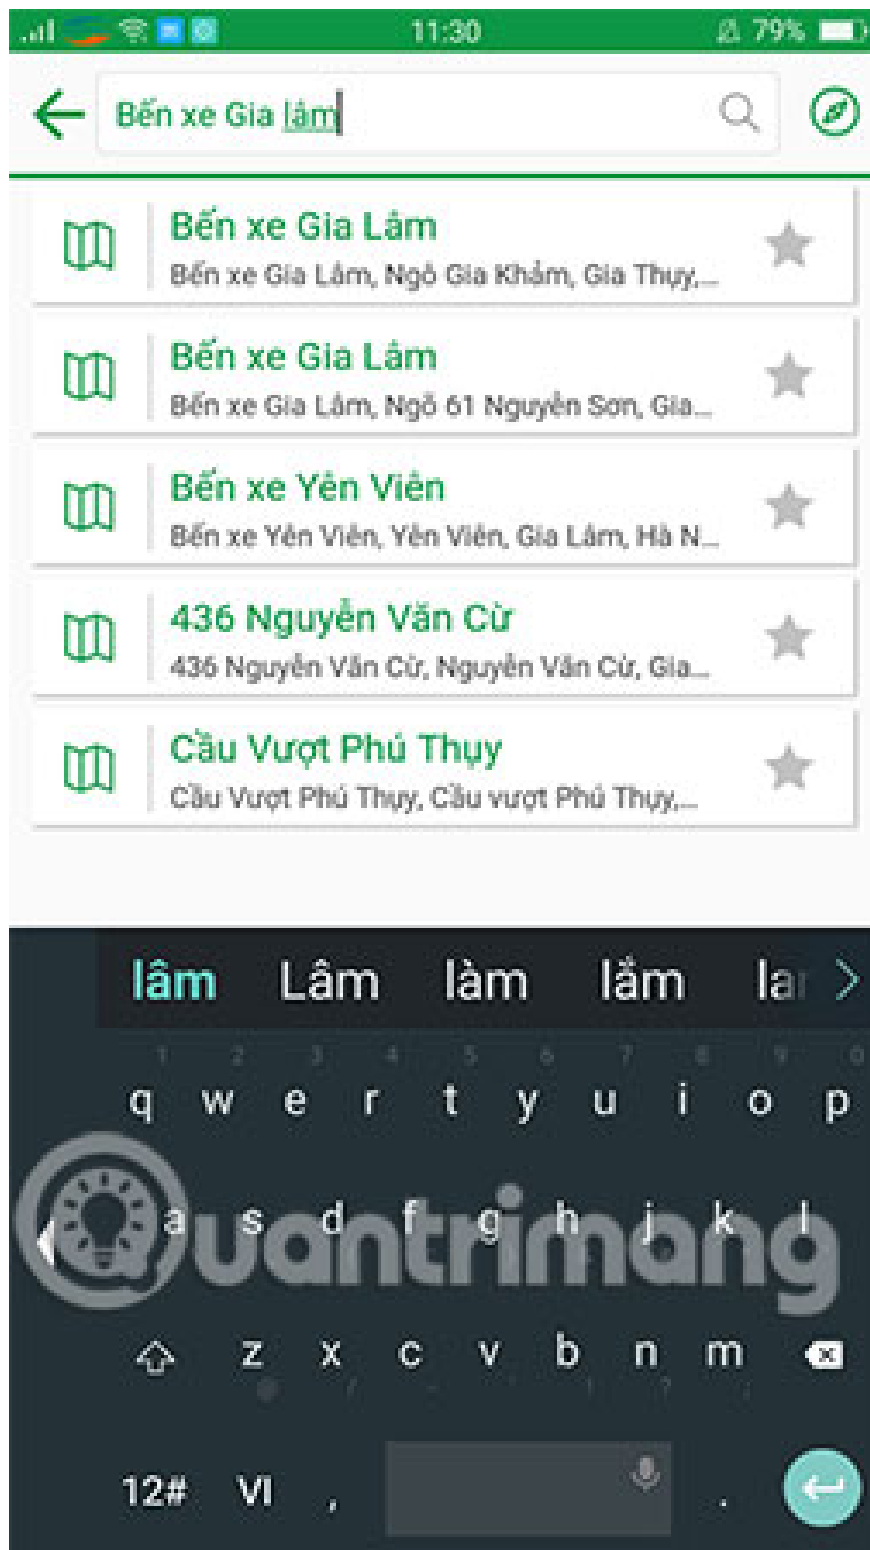 11:30
79%
Bến xe Gia lâm
Bến xe Gia Lâm
Bến xe Gia Lâm, Ngô Gia Khảm, Gia Thụy,...
Bến xe Gia Lâm
Bến xe Gia Lâm, Ngõ 61 Nguyễn Sơn, Gia...
Bến xe Yên Viên
Bến xe Yên Viên, Yên Viên, Gia Lâm, Hà N...
436 Nguyễn Văn Cừ
436 Nguyễn Văn Cừ, Nguyễn Văn Cừ, Gia...
Cầu Vượt Phú Thụy
Cầu Vượt Phú Thụy, Cầu vượt Phú Thụy,...
lâm Lâm làm lắm
1 2 3 4 5 6 7 8 9 0
q w e r t y u i o p
a s d f g h j k l
Quantrimang
z x c v b n m
12# VI , .